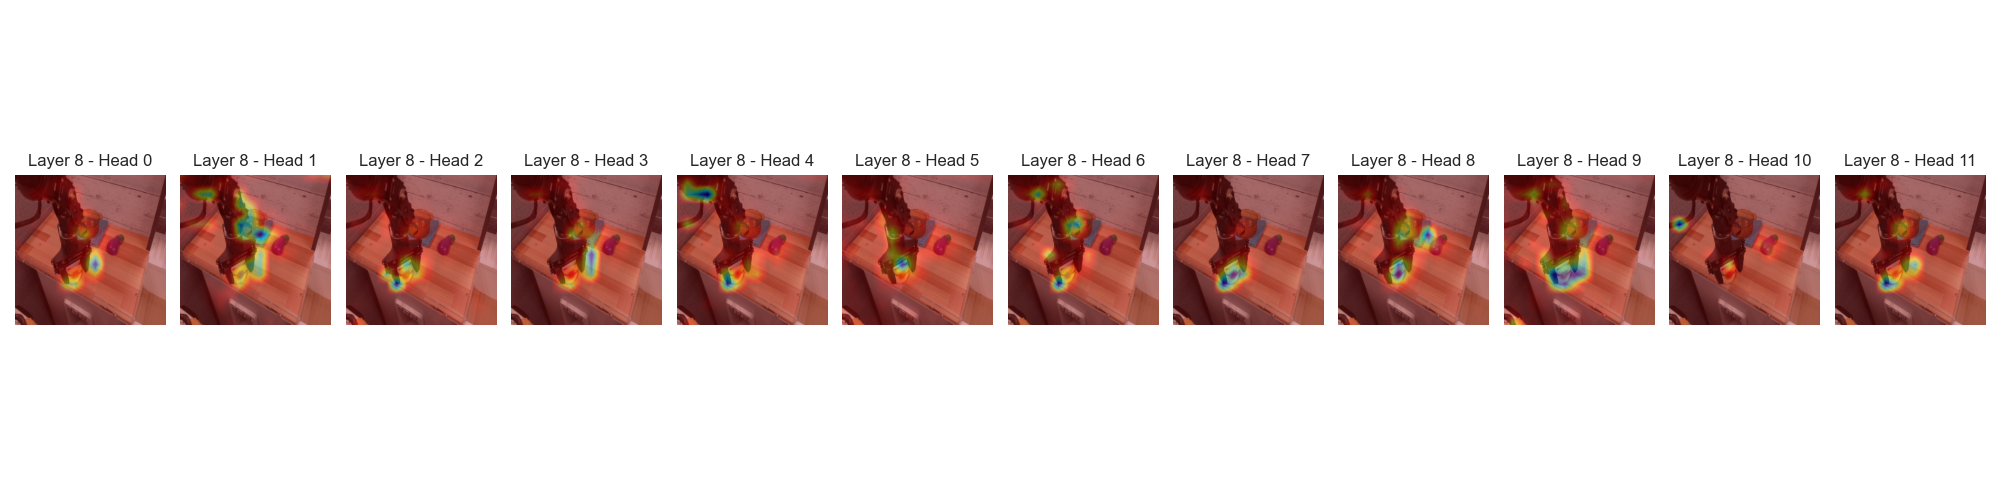 Layer 8 - Head 0
Layer 8 - Head 1
Layer 8 - Head 2
Layer 8 - Head 3
Layer 8 - Head 4
Layer 8 - Head 5
Layer 8 - Head 6
Layer 8 - Head 7
Layer 8 - Head 8
Layer 8 - Head 9
Layer 8 - Head 10
Layer 8 - Head 11